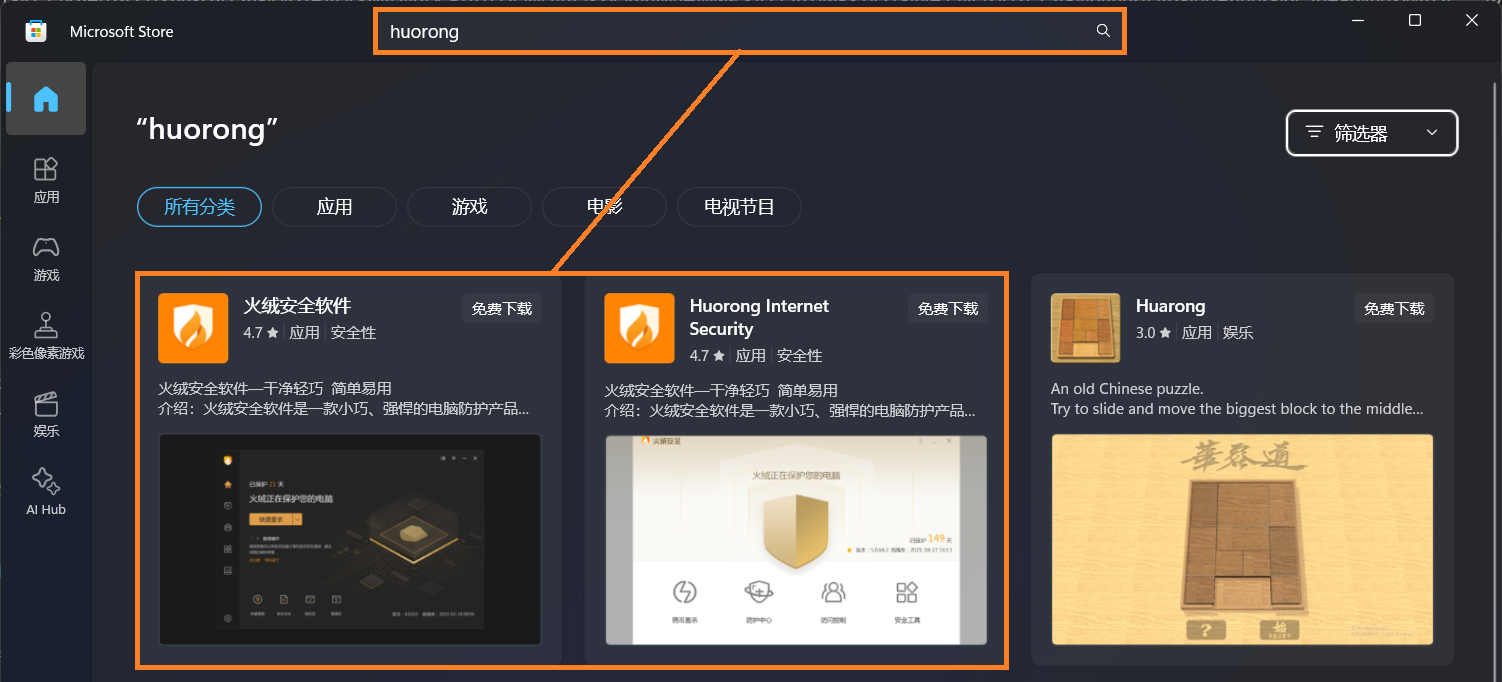 Microsoft Store
huorong
“huorong”
筛选器
所有分类
应用
游戏
电影
电视节目
应用
游戏
彩色像素游戏
娱乐
AI Hub
火绒安全软件
免费下载
4.7 ★ 应用 安全性
火绒安全软件—干净轻巧 简单易用
介绍：火绒安全软件是一款小巧、强悍的电脑防护产品...
已保护 21 天
火绒正在保护您的电脑
快速查杀
Huorong Internet
Security
免费下载
4.7 ★ 应用 安全性
火绒安全软件—干净轻巧 简单易用
介绍：火绒安全软件是一款小巧、强悍的电脑防护产品...
火绒安全
火绒正在保护您的电脑
已保护 149 天
病毒查杀
防护中心
访问控制
安全工具
Huarong
免费下载
3.0 ★ 应用 娱乐
An old Chinese puzzle.
Try to slide and move the biggest block to the middle...
華容道
?
始
RESET